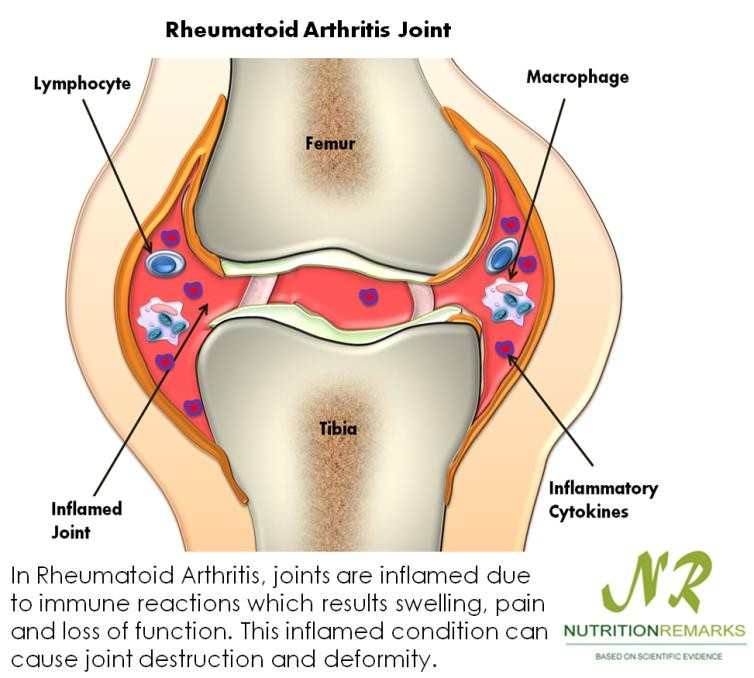 Rheumatoid Arthritis Joint
Lymphocyte
Macrophage
Femur
Tibia
Inflamed
Joint
Inflammatory
Cytokines
In Rheumatoid Arthritis, joints are inflamed due
to immune reactions which results swelling, pain
and loss of function. This inflamed condition can
cause joint destruction and deformity.
NR
NUTRITIONREMARKS
BASED ON SCIENTIFIC EVIDENCE